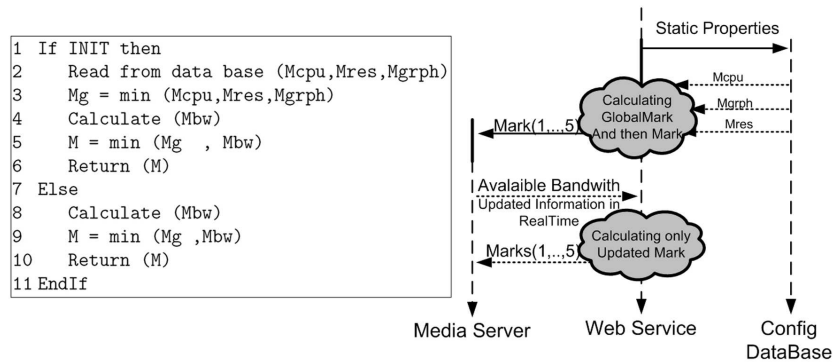 1 If INIT then
2 Read from data base (Mcpu,Mres,Mgrph)
3 Mg = min (Mcpu,Mres,Mgrph)
4 Calculate (Mbw)
5 M = min (Mg , Mbw)
6 Return (M)
7 Else
8 Calculate (Mbw)
9 M = min (Mg ,Mbw)
10 Return (M)
11 EndIf
Static Properties
Mcpu
Mgrph
Mres
Calculating
GlobalMark
And then Mark
Mark(1,..,5)
Avalaible Bandwith
Updated Information in
RealTime
Calculating only
Updated Mark
Marks(1,..,5)
Media Server
Web Service
Config
DataBase